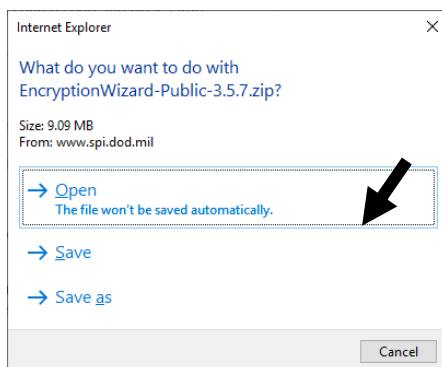 Internet Explorer
What do you want to do with
EncryptionWizard-Public-3.5.7.zip?
Size: 9.09 MB
From: www.spi.dod.mil
Open
The file won't be saved automatically.
Save
Save as
Cancel